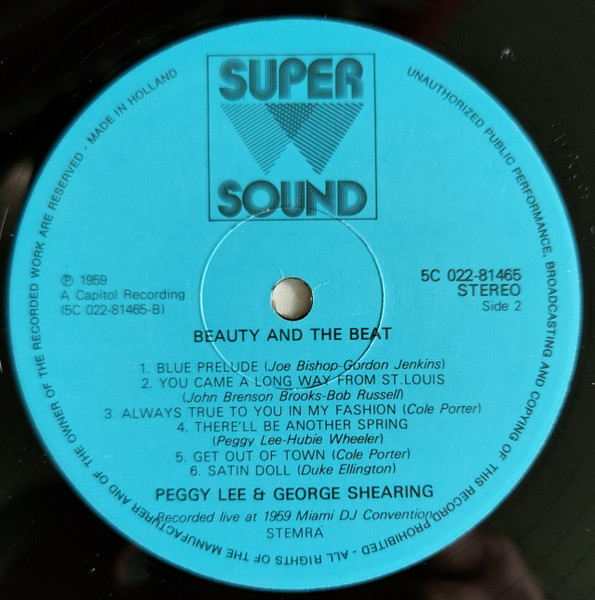 SUPER
SOUND
℗ 1959
A Capitol Recording
(5C 022-81465-B)
5C 022-81465
STEREO
Side 2
BEAUTY AND THE BEAT
1. BLUE PRELUDE (Joe Bishop-Gordon Jenkins)
2. YOU CAME A LONG WAY FROM ST.LOUIS
(John Brenson Brooks-Bob Russell)
3. ALWAYS TRUE TO YOU IN MY FASHION (Cole Porter)
4. THERE'LL BE ANOTHER SPRING
(Peggy Lee-Hubie Wheeler)
5. GET OUT OF TOWN (Cole Porter)
6. SATIN DOLL (Duke Ellington)
PEGGY LEE & GEORGE SHEARING
Recorded live at 1959 Miami DJ Convention
STEMRA
UNAUTHORIZED PUBLIC PERFORMANCE, BROADCASTING AND COPYING OF THIS RECORD PROHIBITED - ALL RIGHTS OF THE MANUFACTURER AND OF THE OWNER OF THE RECORDED WORK ARE RESERVED - MADE IN HOLLAND